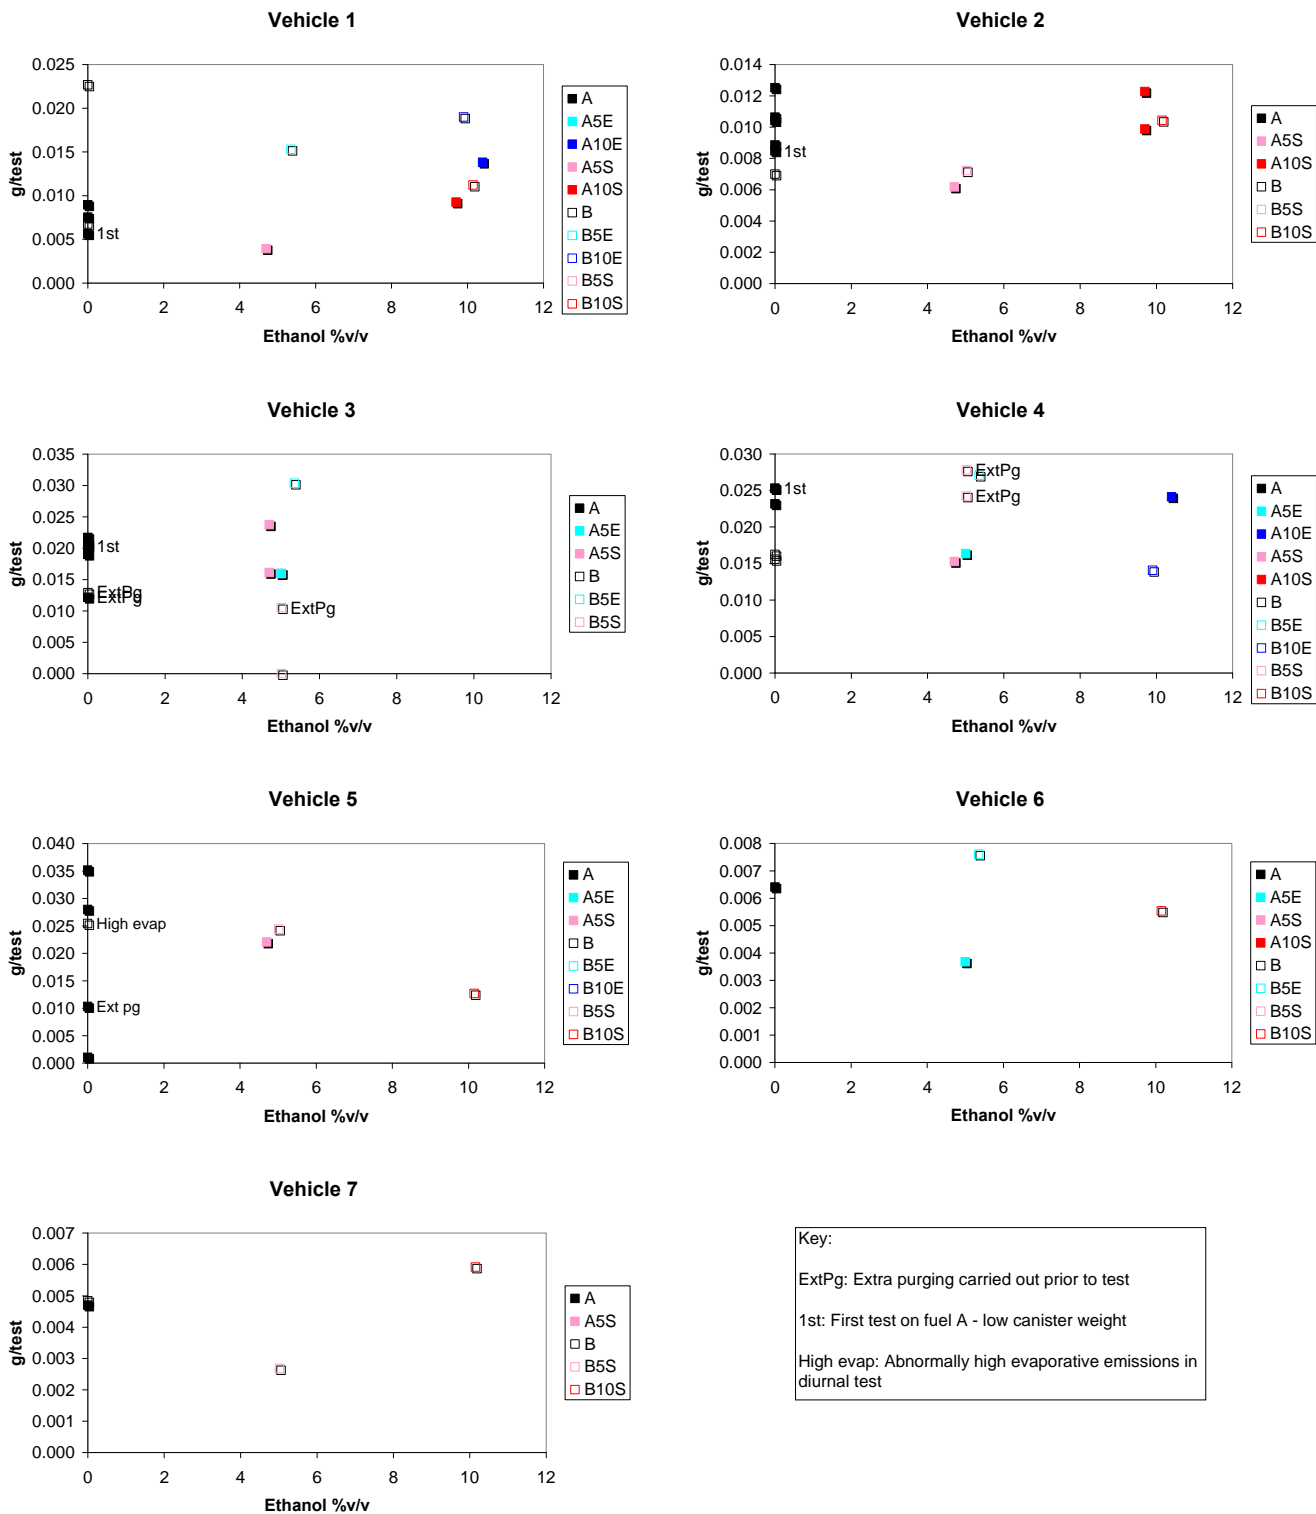 Vehicle 1
0.025
0.020
0.015
0.010
0.005
0.000
g/test
1st
0 2 4 6 8 10 12
Ethanol %v/v
A
A5E
A10E
A5S
A10S
B
B5E
B10E
B5S
B10S
Vehicle 2
0.014
0.012
0.010
0.008
0.006
0.004
0.002
0.000
g/test
1st
0 2 4 6 8 10 12
Ethanol %v/v
A
A5S
A10S
B
B5S
B10S
Vehicle 3
0.035
0.030
0.025
0.020
0.015
0.010
0.005
0.000
g/test
1st
ExtPg
ExtPg
ExtPg
0 2 4 6 8 10 12
Ethanol %v/v
A
A5E
A5S
B
B5E
B5S
Vehicle 4
0.030
0.025
0.020
0.015
0.010
0.005
0.000
g/test
1st
ExtPg
ExtPg
0 2 4 6 8 10 12
Ethanol %v/v
A
A5E
A10E
A5S
A10S
B
B5E
B10E
B5S
B10S
Vehicle 5
0.040
0.035
0.030
0.025
0.020
0.015
0.010
0.005
0.000
g/test
High evap
Ext pg
0 2 4 6 8 10 12
Ethanol %v/v
A
A5E
A5S
B
B5E
B10E
B5S
B10S
Vehicle 6
0.008
0.007
0.006
0.005
0.004
0.003
0.002
0.001
0.000
g/test
0 2 4 6 8 10 12
Ethanol %v/v
A
A5E
A5S
A10S
B
B5E
B5S
B10S
Vehicle 7
0.007
0.006
0.005
0.004
0.003
0.002
0.001
0.000
g/test
0 2 4 6 8 10 12
Ethanol %v/v
A
A5S
B
B5S
B10S
Key:
ExtPg: Extra purging carried out prior to test
1st: First test on fuel A - low canister weight
High evap: Abnormally high evaporative emissions in
diurnal test